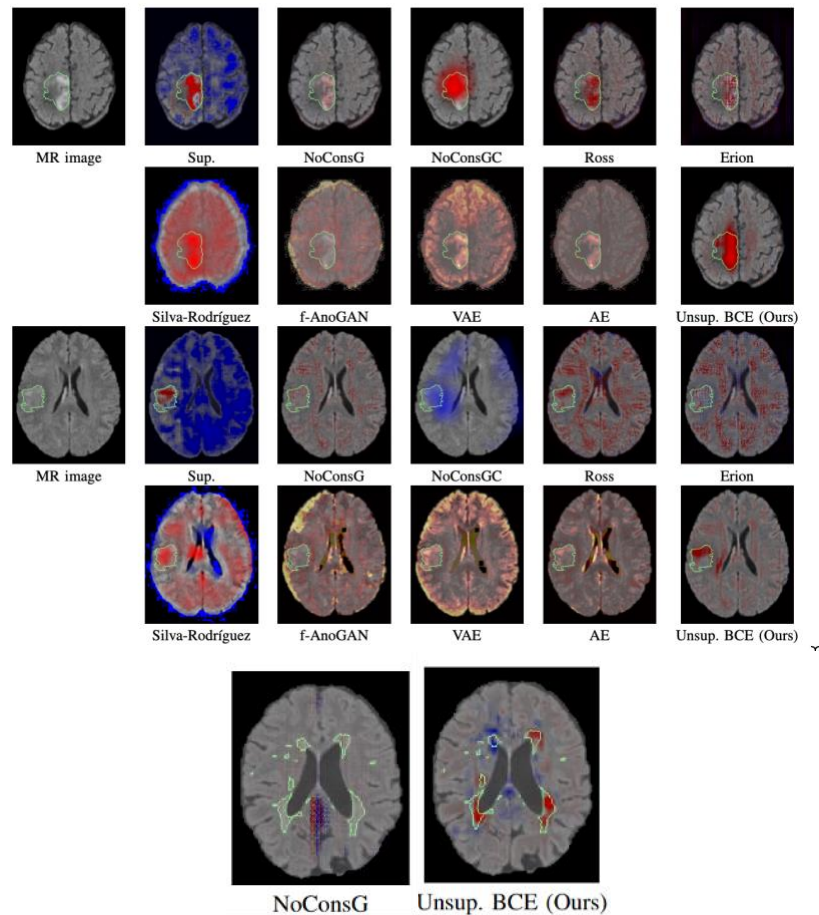 MR image Sup. NoConsG NoConsGC Ross Erion
Silva-Rodríguez f-AnoGAN VAE AE Unsup. BCE (Ours)
MR image Sup. NoConsG NoConsGC Ross Erion
Silva-Rodríguez f-AnoGAN VAE AE Unsup. BCE (Ours)
NoConsG Unsup. BCE (Ours)